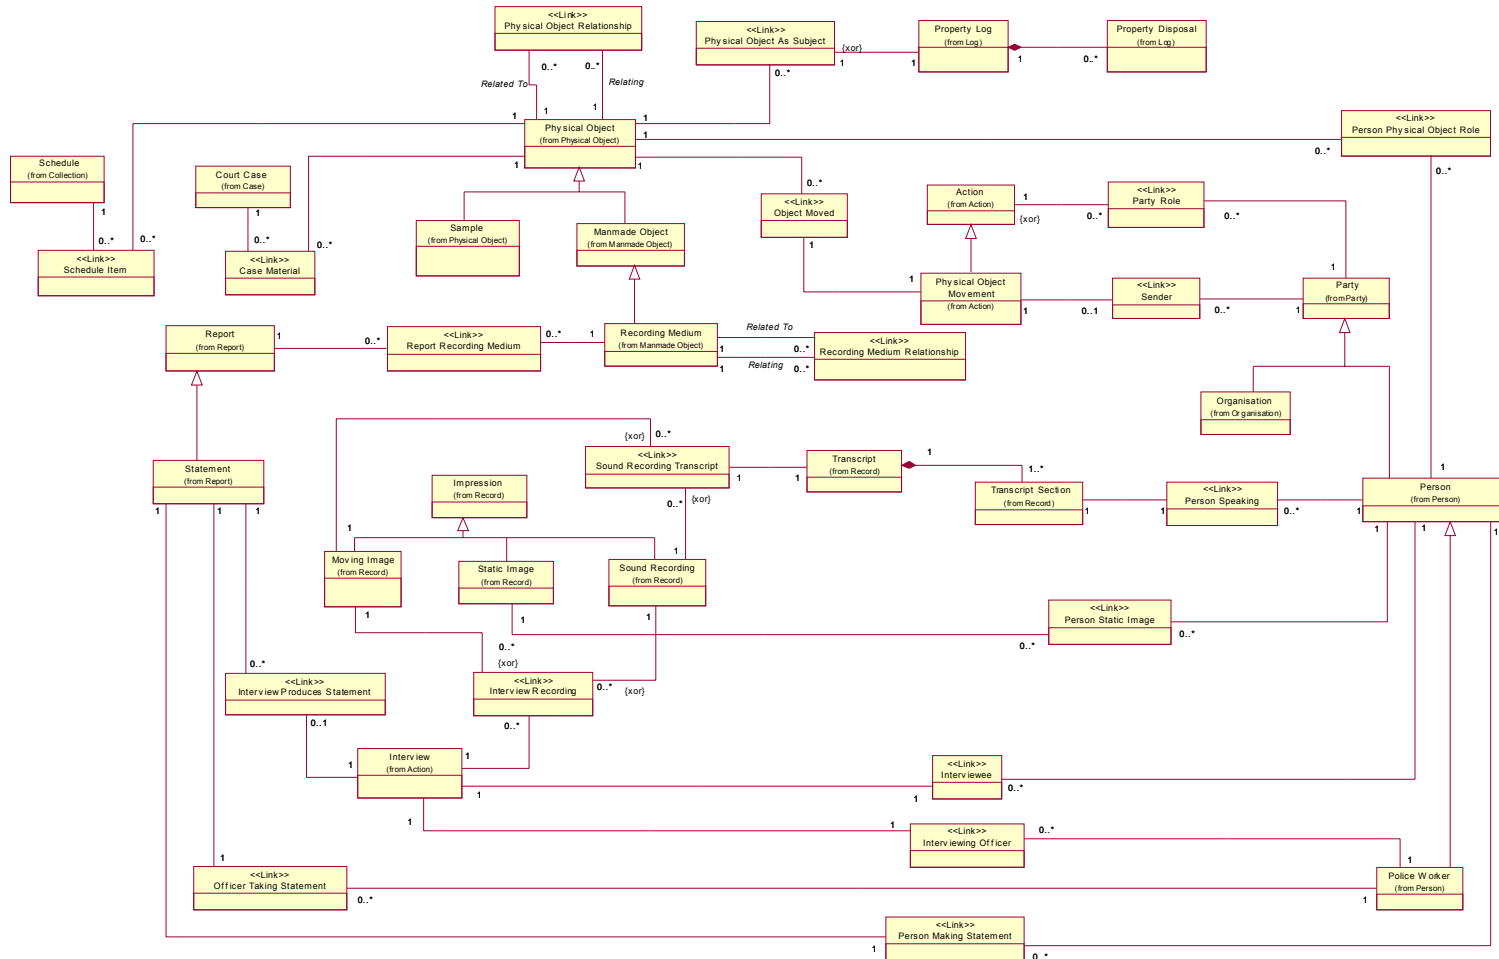 <<Link>>
Physical Object Relationship
0..*
0..*
Related To
Relating
1
1
<<Link>>
Physical Object As Subject
{xor}
1
1
0..*
Property Log
(from Log)
1
0..*
Property Disposal
(from Log)
Physical Object
(from Physical Object)
1
1
1
1
1
<<Link>>
Person Physical Object Role
0..*
0..*
Schedule
(from Collection)
1
0..*
0..*
<<Link>>
Schedule Item
Court Case
(from Case)
1
0..*
0..*
<<Link>>
Case Material
Sample
(from Physical Object)
Manmade Object
(from Manmade Object)
0..*
<<Link>>
Object Moved
1
Action
(from Action)
1
{xor}
0..*
<<Link>>
Party Role
0..*
1
Physical Object
Movement
(from Action)
1
1
0..1
<<Link>>
Sender
0..*
1
Party
(from Party)
Report
(from Report)
1
0..*
<<Link>>
Report Recording Medium
0..*
1
Recording Medium
(from Manmade Object)
Related To
1
0..*
Relating
1
0..*
<<Link>>
Recording Medium Relationship
Organisation
(from Organisation)
{xor}
0..*
<<Link>>
Sound Recording Transcript
1
1
{xor}
0..*
Transcript
(from Record)
1
1..*
Transcript Section
(from Record)
1
1
<<Link>>
Person Speaking
0..*
1
1
Person
(from Person)
1
1
1
Statement
(from Report)
1
1
1
Impression
(from Record)
1
Moving Image
(from Record)
1
Static Image
(from Record)
1
1
Sound Recording
(from Record)
1
<<Link>>
Person Static Image
0..*
0..*
0..*
<<Link>>
Interview Produces Statement
0..1
0..*
{xor}
<<Link>>
Interview Recording
0..*
{xor}
0..*
Interview
(from Action)
1
1
1
1
<<Link>>
Interviewee
1
0..*
1
<<Link>>
Interviewing Officer
0..*
1
Police Worker
(from Person)
1
1
<<Link>>
Officer Taking Statement
0..*
<<Link>>
Person Making Statement
1
0..*